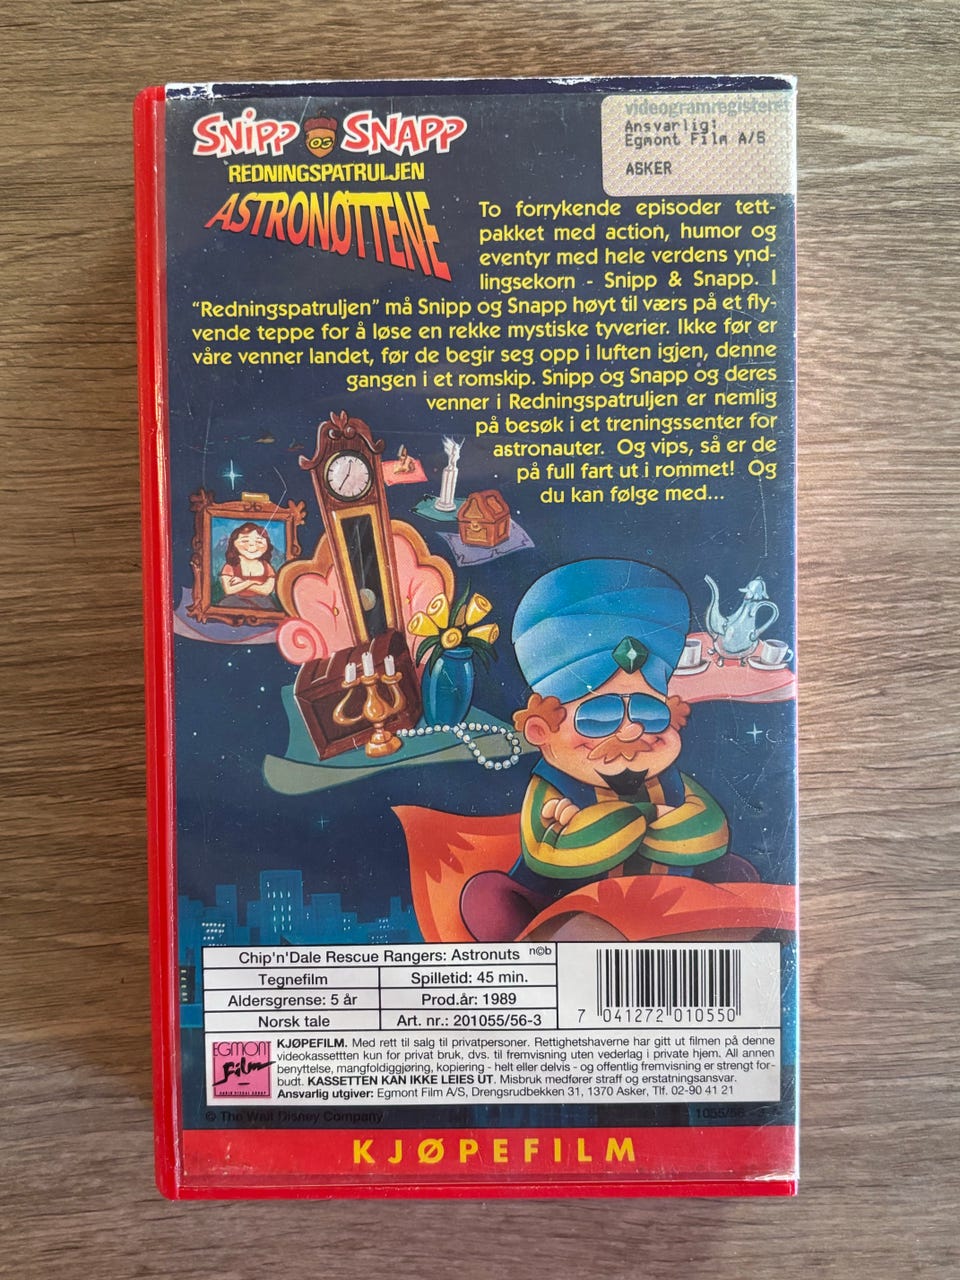 SNIPP OG SNAPP
REDNINGSPATRULJEN
ASTRONØTTENE
videogramregisteret
Ansvarlig:
Egmont Film A/S
ASKER
To forrykende episoder tett-
pakket med action, humor og
eventyr med hele verdens ynd-
lingsekorn - Snipp & Snapp. I
"Redningspatruljen" må Snipp og Snapp høyt til værs på et fly-
vende teppe for å løse en rekke mystiske tyverier. Ikke før er
våre venner landet, før de begir seg opp i luften igjen, denne
gangen i et romskip. Snipp og Snapp og deres
venner i Redningspatruljen er nemlig
på besøk i et treningssenter for
astronauter. Og vips, så er de
på full fart ut i rommet! Og
du kan følge med...
Chip'n'Dale Rescue Rangers: Astronuts n©b
Tegnefilm Spilletid: 45 min.
Aldersgrense: 5 år Prod.år: 1989
Norsk tale Art. nr.: 201055/56-3
7 041272 010550
EGMONT
Film
KJØPEFILM. Med rett til salg til privatpersoner. Rettighetshaverne har gitt ut filmen på denne
videokassettten kun for privat bruk, dvs. til fremvisning uten vederlag i private hjem. All annen
benyttelse, mangfoldiggjøring, kopiering - helt eller delvis - og offentlig fremvisning er strengt for-
budt. KASSETTEN KAN IKKE LEIES UT. Misbruk medfører straff og erstatningsansvar.
Ansvarlig utgiver: Egmont Film A/S, Drengsrudbekken 31, 1370 Asker, Tlf. 02-90 41 21
© The Walt Disney Company
1055/56 - 3
KJØPEFILM